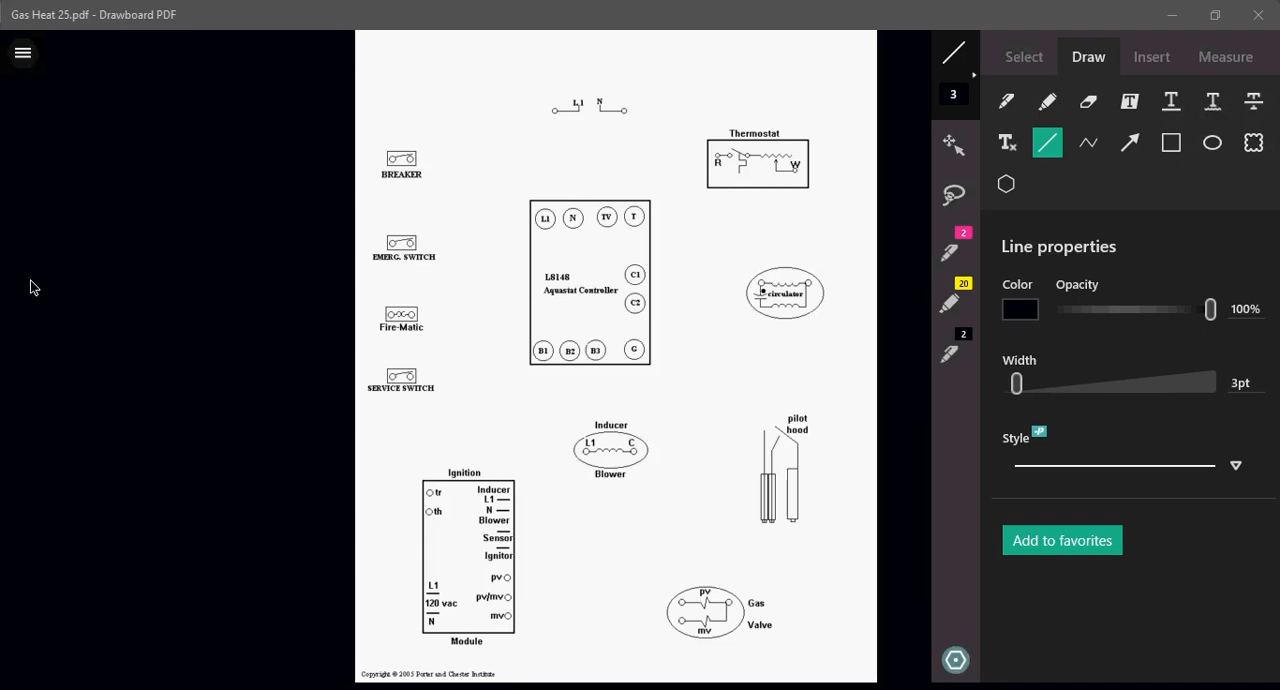 Gas Heat 25.pdf - Drawboard PDF
Select Draw Insert Measure
3
L1 N
Thermostat
R W
BREAKER
L1 N TV T
EMERG. SWITCH
2
Line properties
L8148
Aquastat Controller
C1
C2
circulator
20
Color Opacity
100%
Fire-Matic
2
B1 B2 B3 G
Width
3pt
SERVICE SWITCH
Inducer
L1 C
Blower
pilot
hood
Style
Ignition
tr
th
Inducer
L1
N
Blower
Sensor
Ignitor
pv
pv/mv
mv
L1
120 vac
N
Module
Add to favorites
pv
mv
Gas
Valve
Copyright © 2005 Porter and Chester Institute